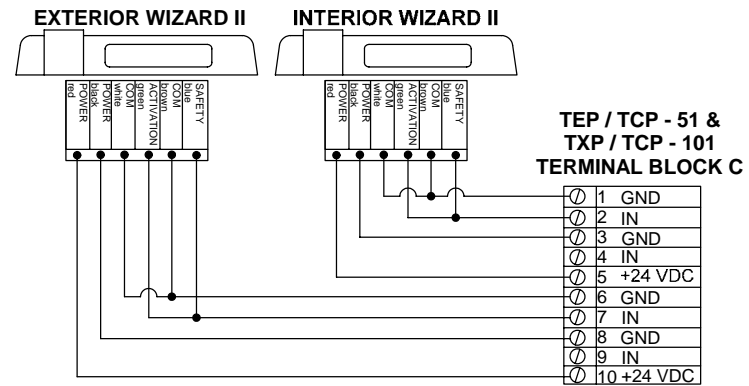 EXTERIOR WIZARD II
INTERIOR WIZARD II
red
POWER
black
POWER
white
COM
green
ACTIVATION
brown
COM
blue
SAFETY
red
POWER
black
POWER
white
COM
green
ACTIVATION
brown
COM
blue
SAFETY
TEP / TCP - 51 &
TXP / TCP - 101
TERMINAL BLOCK C
1 GND
2 IN
3 GND
4 IN
5 +24 VDC
6 GND
7 IN
8 GND
9 IN
10 +24 VDC